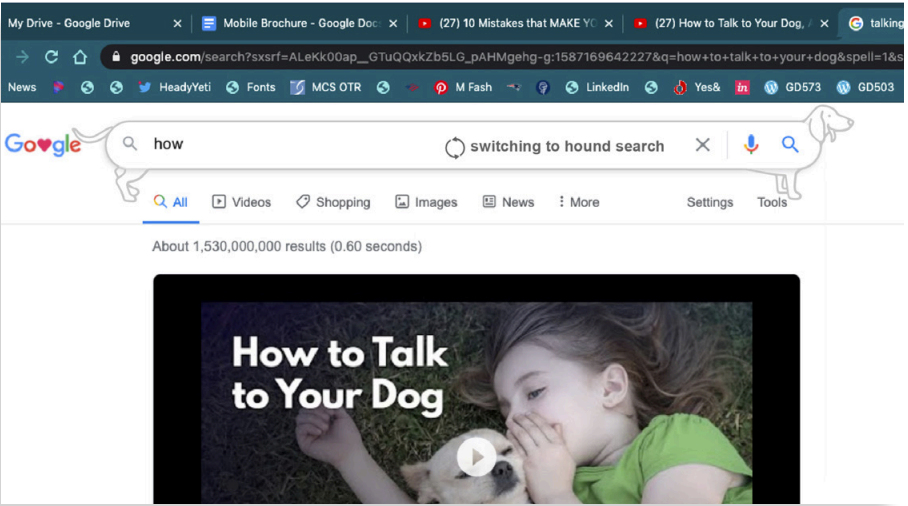 My Drive - Google Drive
Mobile Brochure - Google Doc
(27) 10 Mistakes that MAKE YO
(27) How to Talk to Your Dog,
talking
google.com/search?sxsrf=ALeKk00ap__GTuQQxkZb5LG_pAHMgehg-g:1587169642227&q=how+to+talk+to+your+dog&spell=1&s
News HeadyYeti Fonts MCS OTR M Fash LinkedIn Yes& in GD573 GD503
Go♥gle how switching to hound search
All Videos Shopping Images News More Settings Tools
About 1,530,000,000 results (0.60 seconds)
How to Talk
to Your Dog